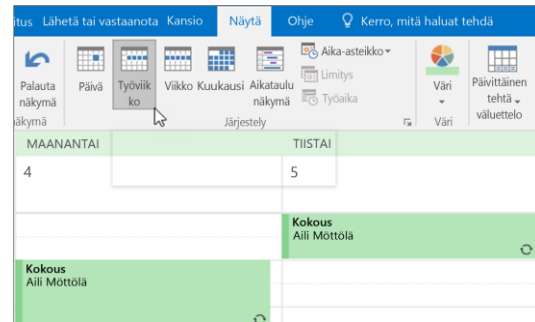 itus Lähetä tai vastaanota Kansio Näytä Ohje Kerro, mitä haluat tehdä
Palauta
näkymä
Päivä
Työviik
ko
Viikko
Kuukausi
Aikataulu
näkymä
Aika-asteikko
Limitys
Työaika
Väri
Päivittäinen
tehtä
väluettelo
äkymä
Järjestely
Väri
MAANANTAI
TIISTAI
4
5
Kokous
Aili Möttölä
Kokous
Aili Möttölä